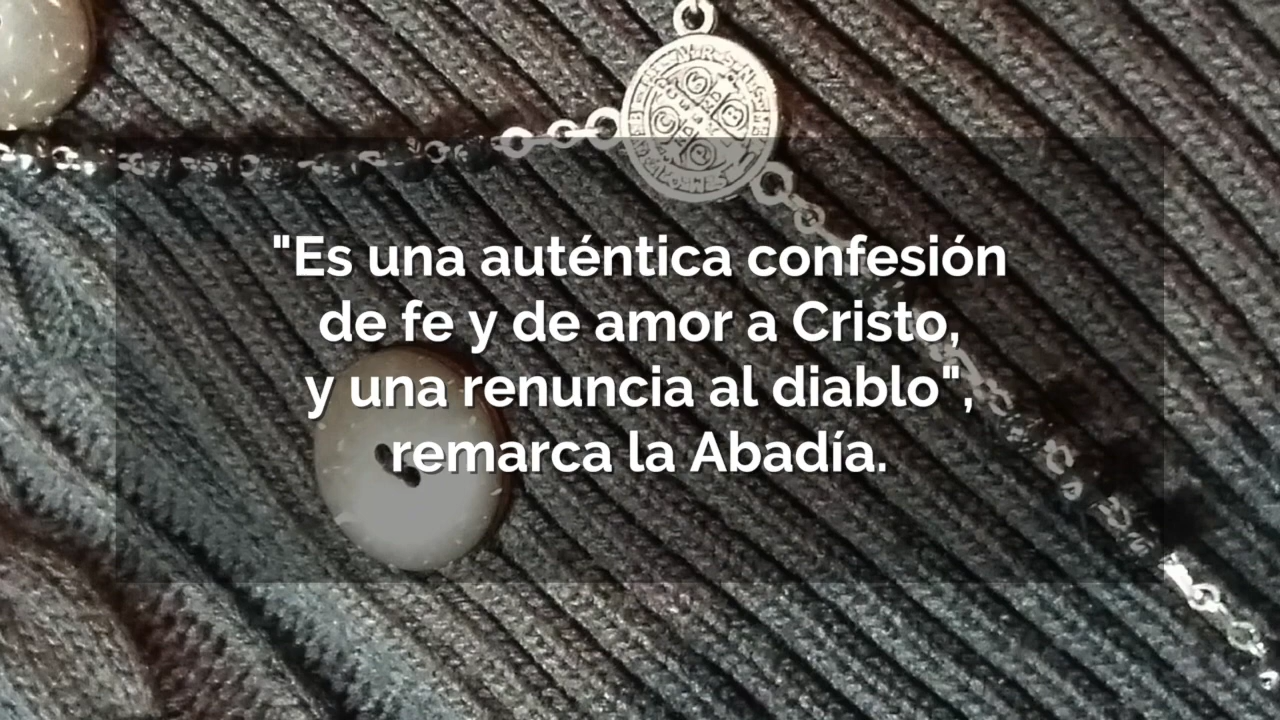 "Es una auténtica confesión
de fe y de amor a Cristo,
y una renuncia al diablo",
remarca la Abadía.